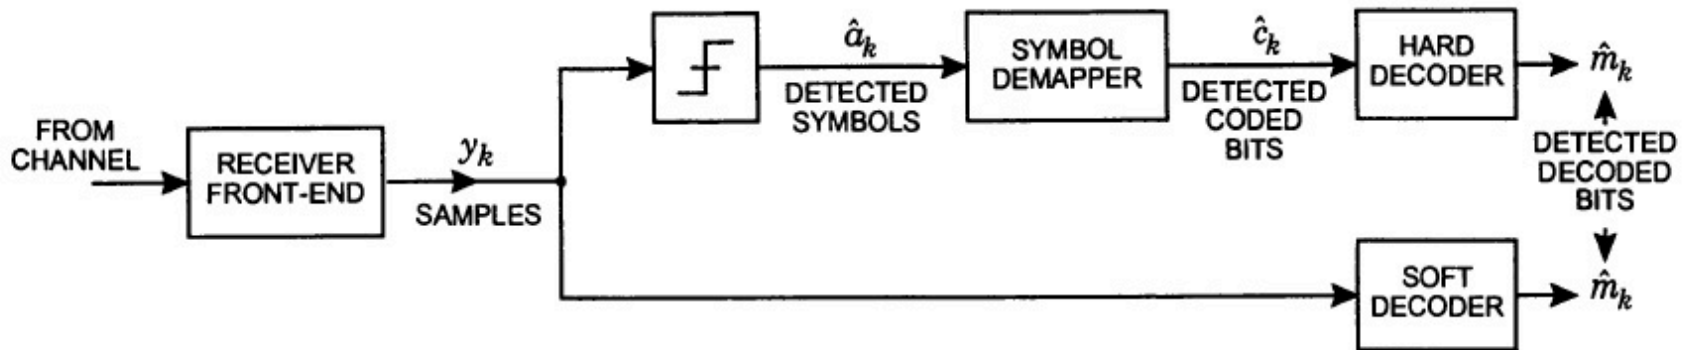 FROM
CHANNEL
RECEIVER
FRONT-END
y_k
SAMPLES
â_k
DETECTED
SYMBOLS
SYMBOL
DEMAPPER
ĉ_k
DETECTED
CODED
BITS
HARD
DECODER
m̂_k
DETECTED
DECODED
BITS
SOFT
DECODER
m̂_k